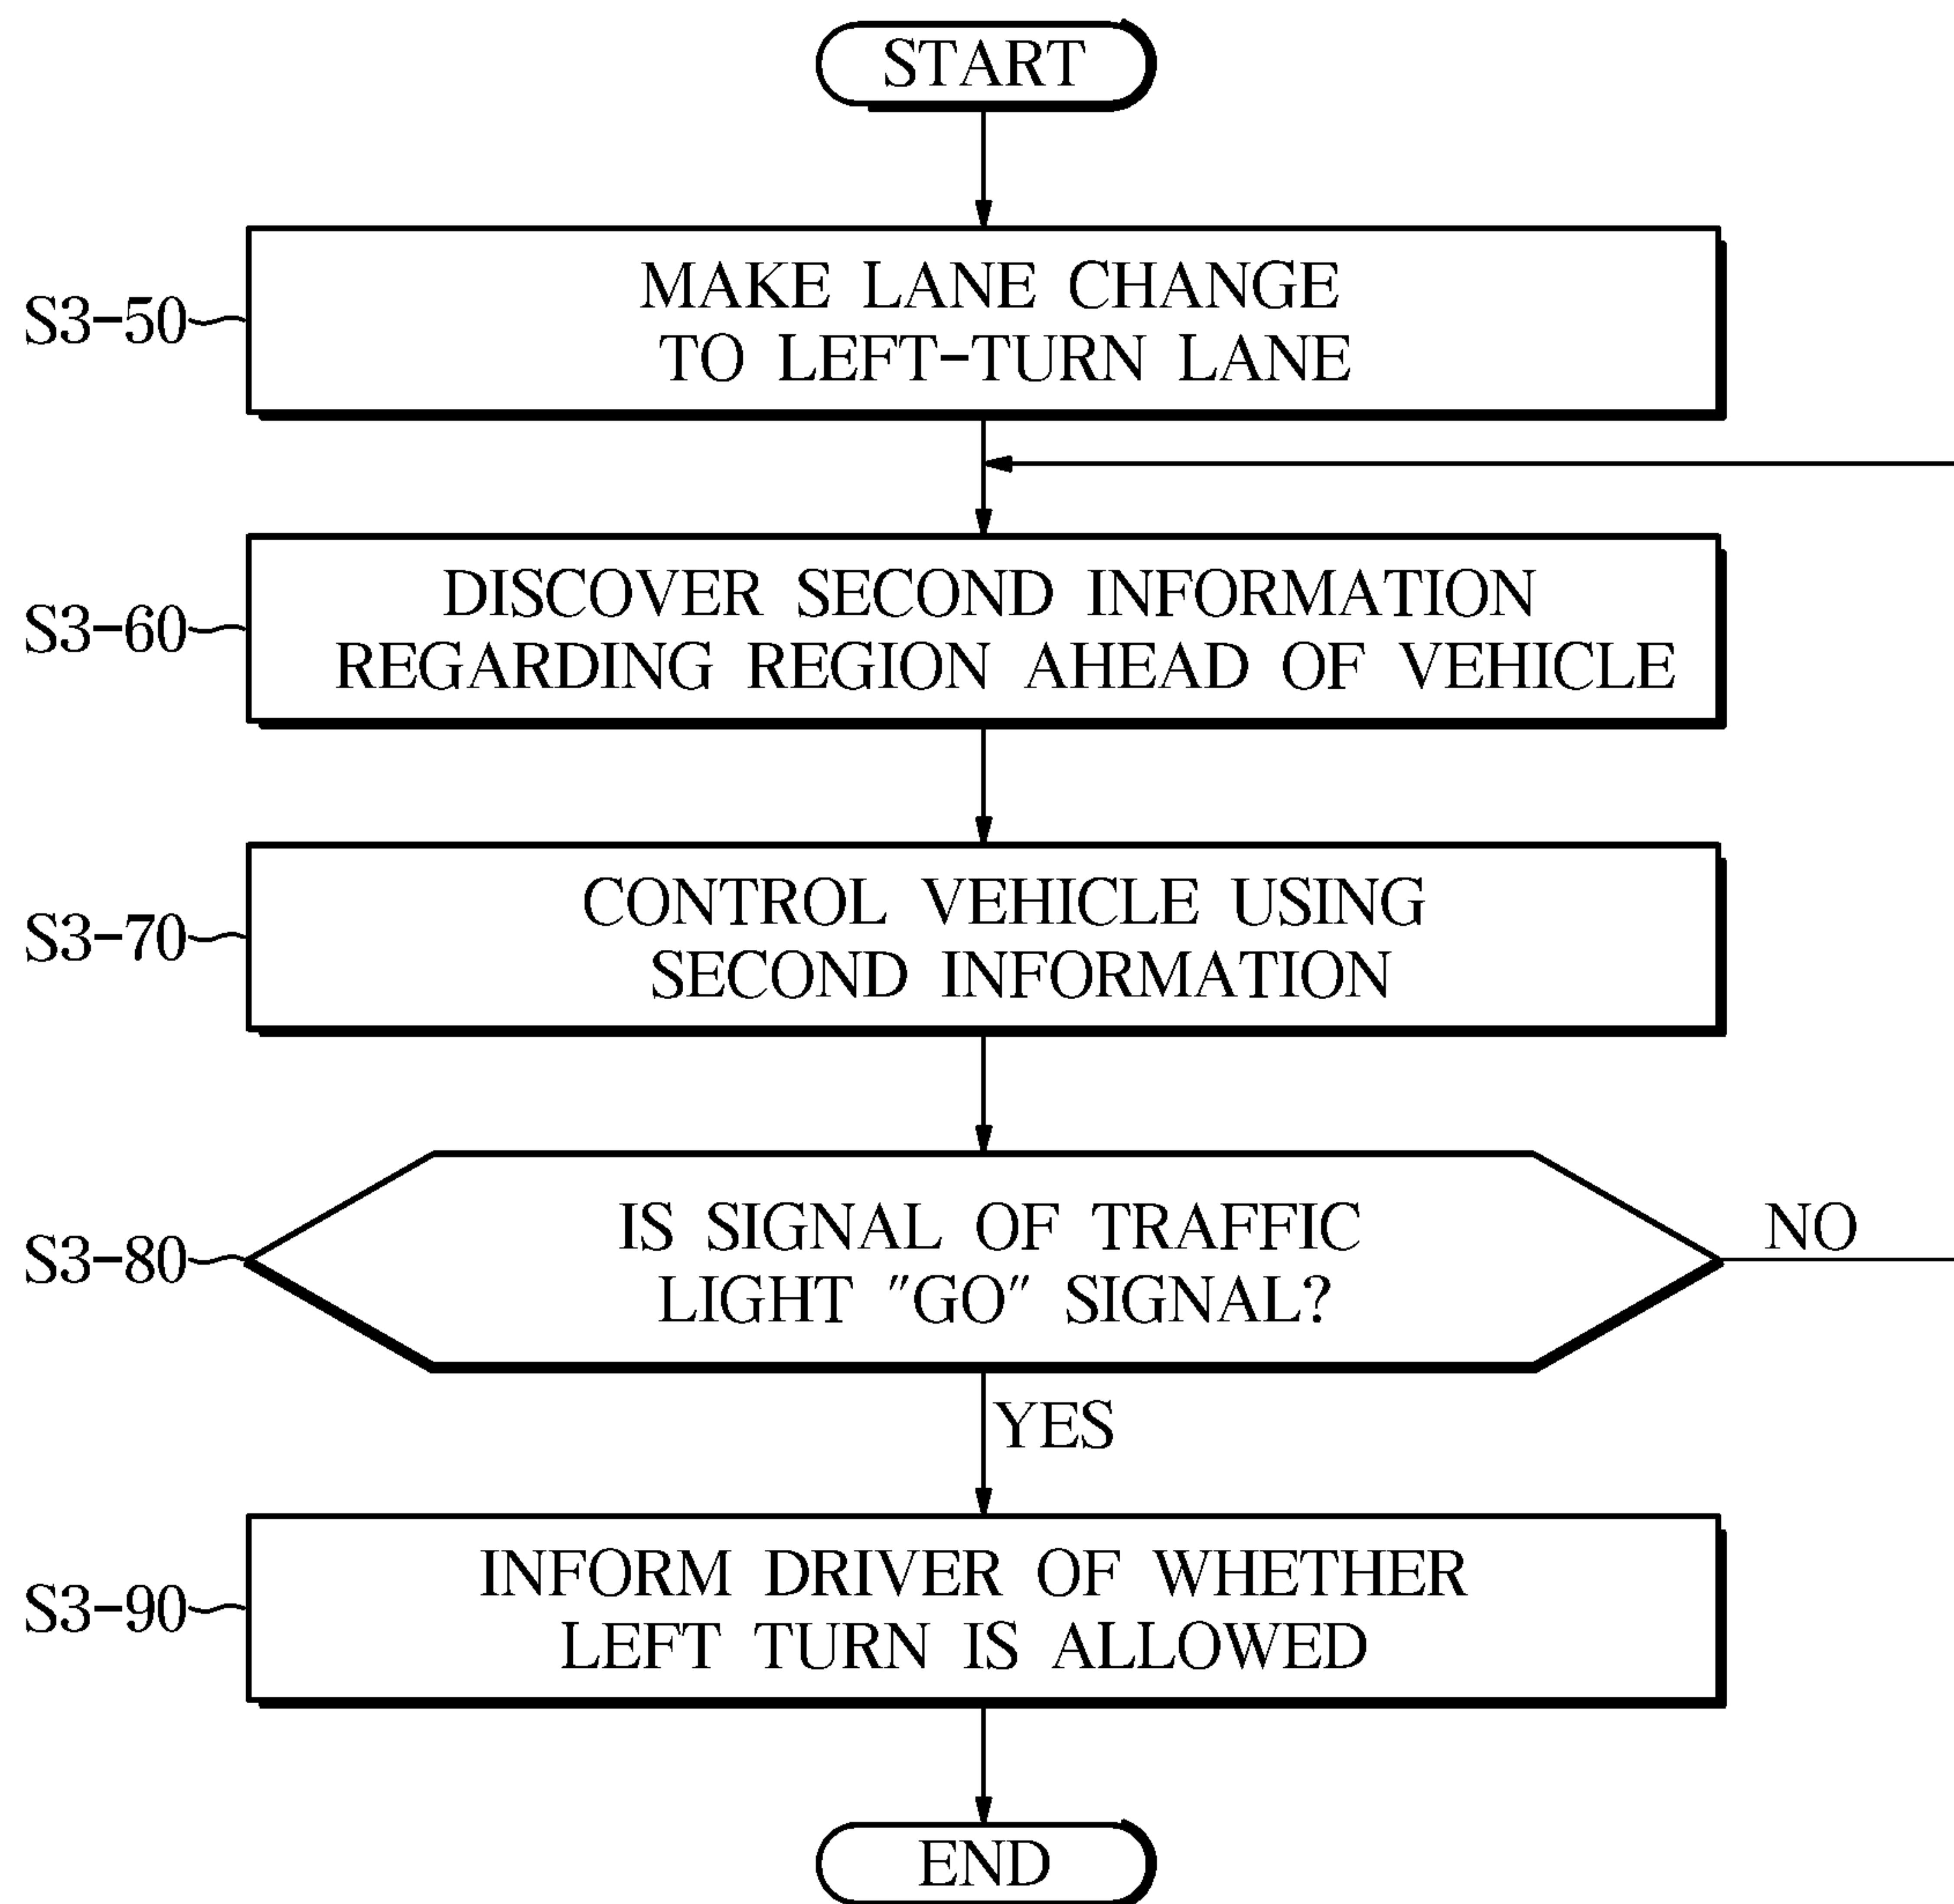 START
S3-50
MAKE LANE CHANGE
TO LEFT-TURN LANE
S3-60
DISCOVER SECOND INFORMATION
REGARDING REGION AHEAD OF VEHICLE
S3-70
CONTROL VEHICLE USING
SECOND INFORMATION
S3-80
IS SIGNAL OF TRAFFIC
LIGHT "GO" SIGNAL?
NO
YES
S3-90
INFORM DRIVER OF WHETHER
LEFT TURN IS ALLOWED
END